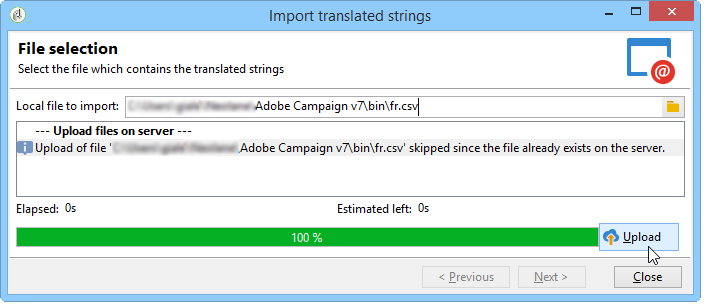 Import translated strings
File selection
Select the file which contains the translated strings
Local file to import: Adobe Campaign v7\bin\fr.csv
--- Upload files on server ---
Upload of file ' Adobe Campaign v7\bin\fr.csv' skipped since the file already exists on the server.
Elapsed: 0s Estimated left: 0s
100 % Upload
< Previous Next > Close